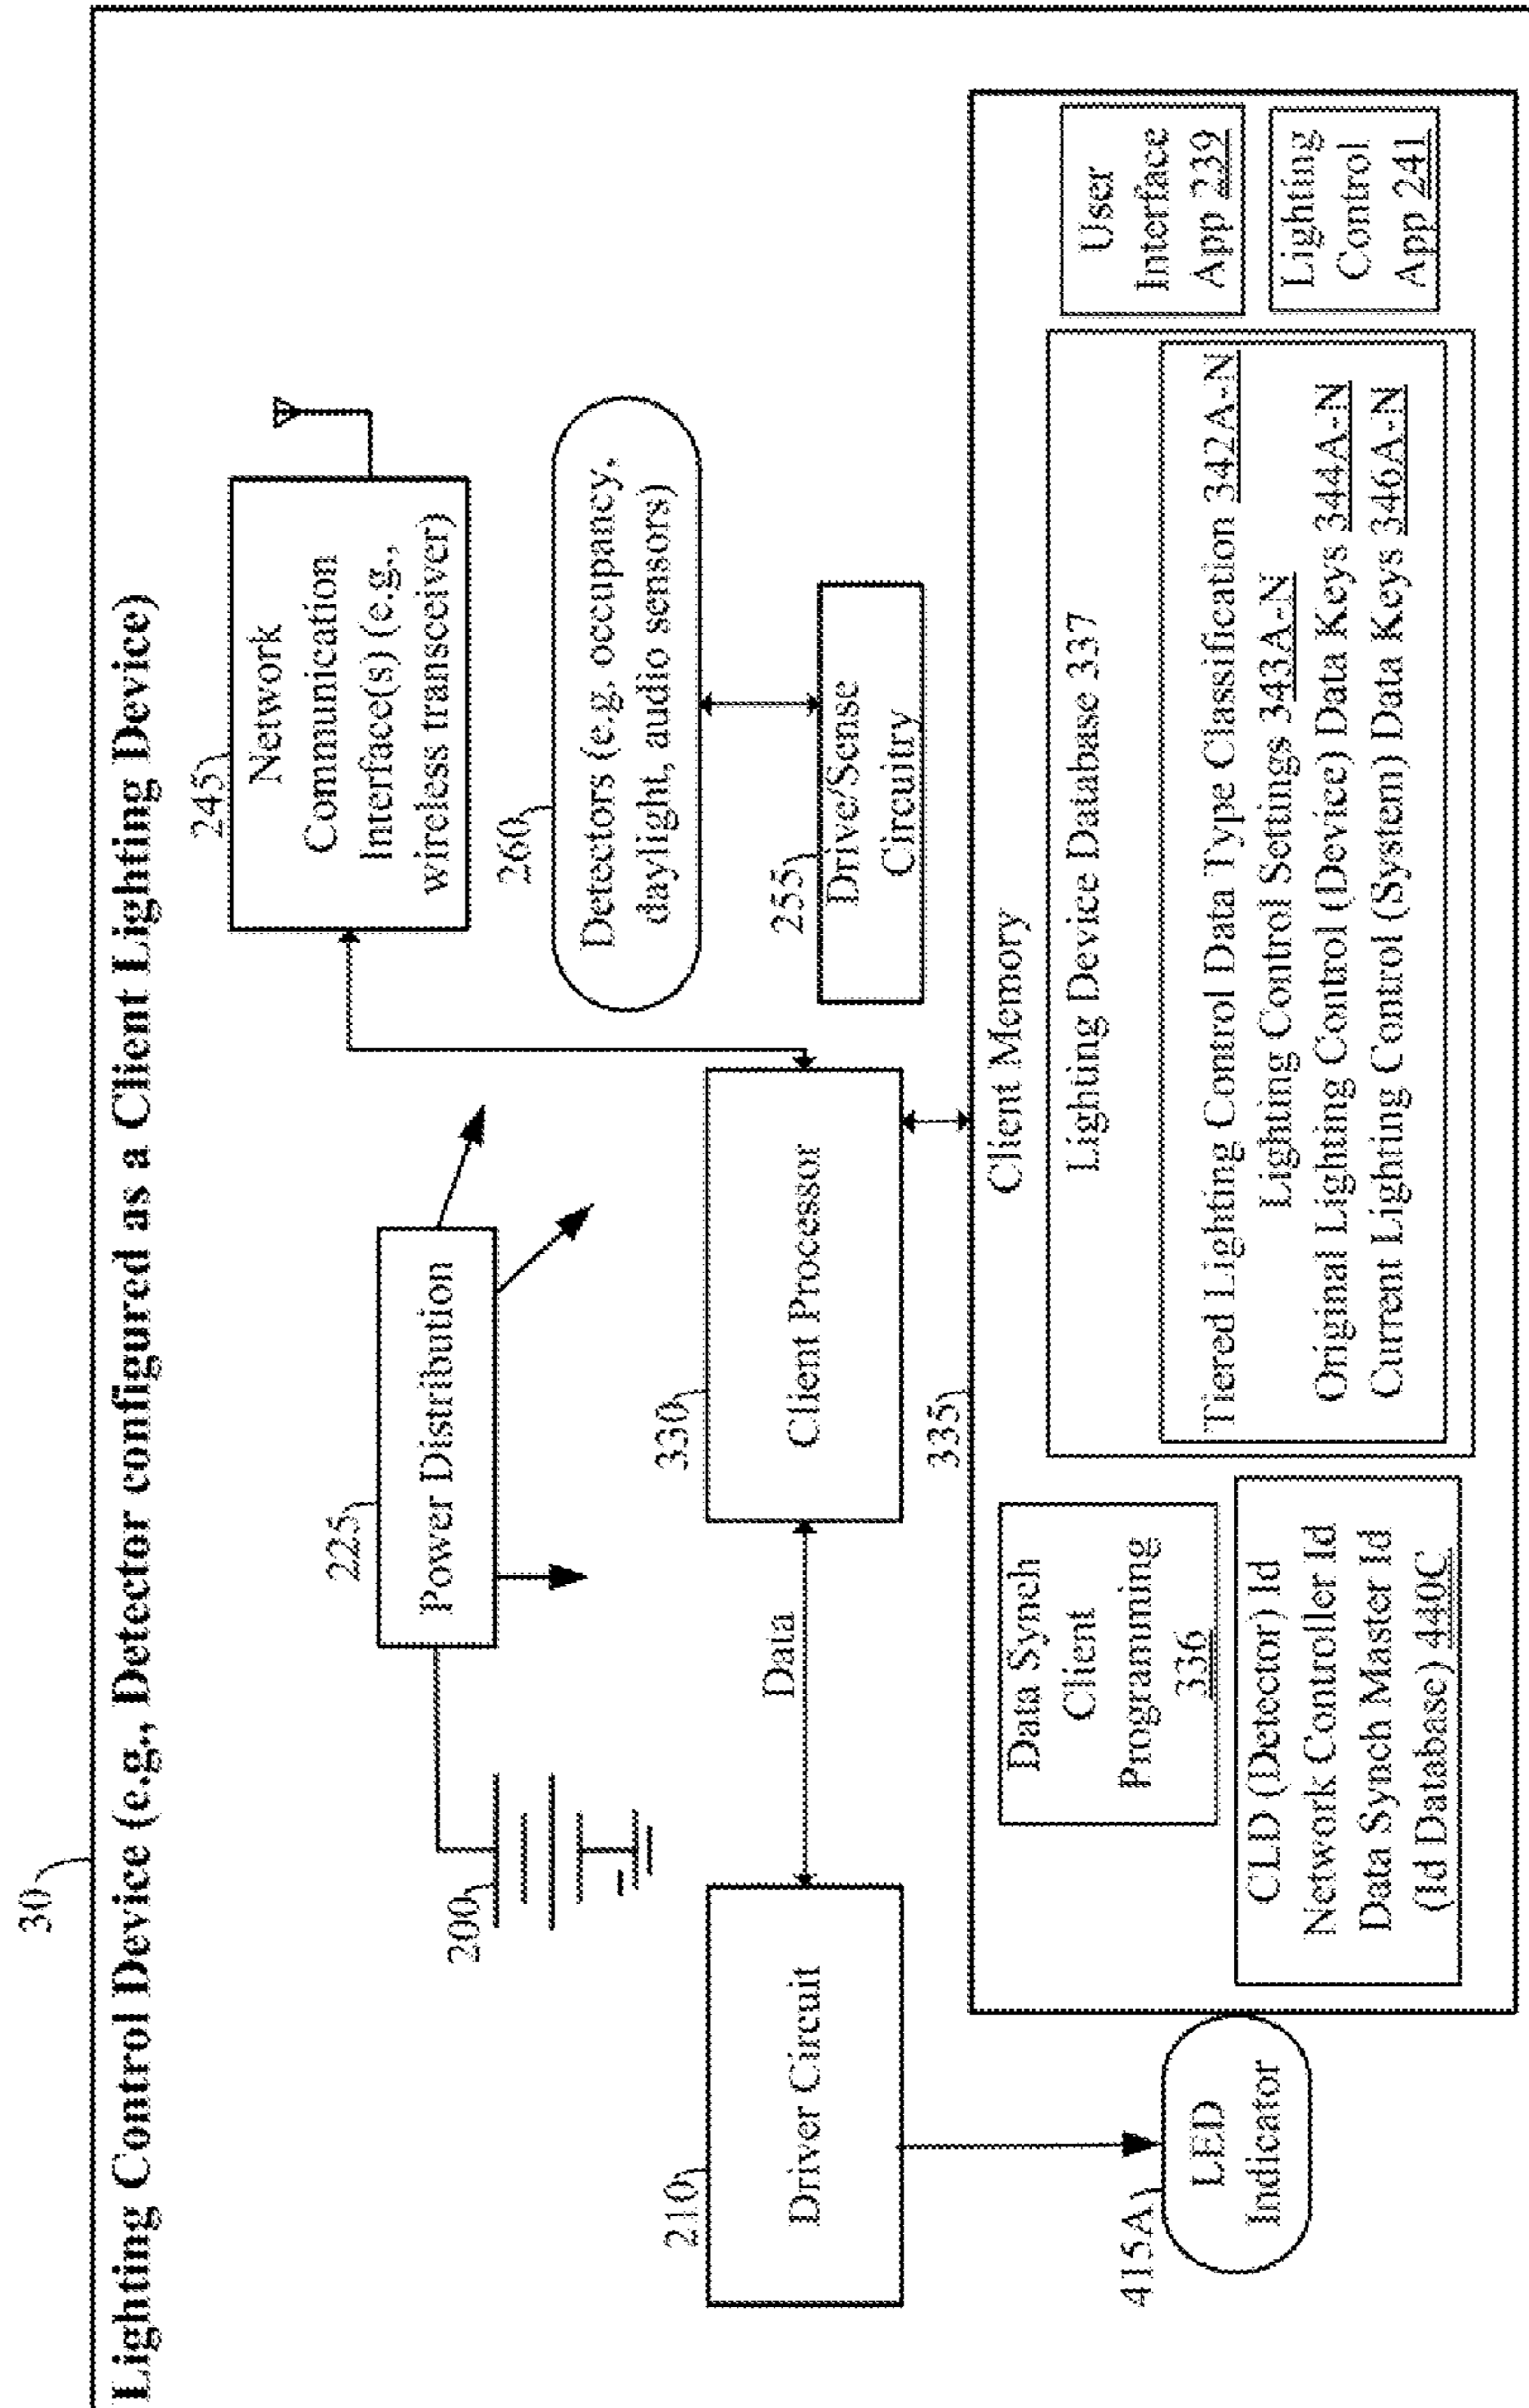 30
Lighting Control Device (e.g., Detector configured as a Client Lighting Device)
245
Network
Communication
Interface(s) (e.g.,
wireless transceiver)
225
Power Distribution
200
260
Detectors (e.g. occupancy,
daylight, audio sensors)
210
Driver Circuit
Data
330
Client Processor
255
Drive/Sense
Circuitry
415A
LED
Indicator
335
Client Memory
Data Synch
Client
Programming
336
CLD (Detector) Id
Network Controller Id
Data Synch Master Id
(Id Database) 440C
Lighting Device Database 337
Tiered Lighting Control Data Type Classification 342A-N
Lighting Control Settings 343A-N
Original Lighting Control (Device) Data Keys 344A-N
Current Lighting Control (System) Data Keys 346A-N
User
Interface
App 239
Lighting
Control
App 241